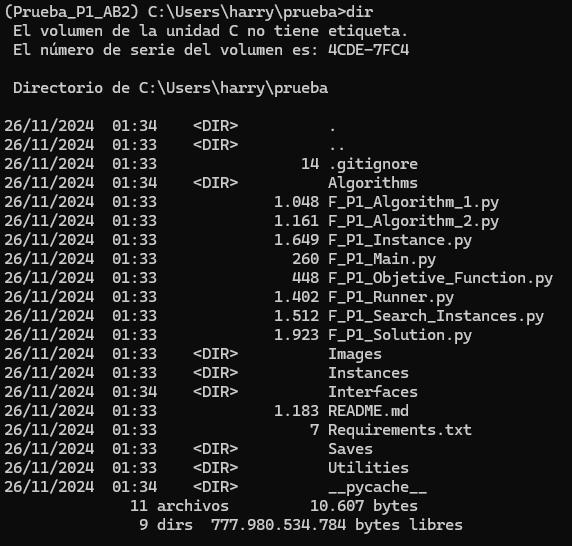 (Prueba_P1_AB2) C:\Users\harry\prueba>dir
 El volumen de la unidad C no tiene etiqueta.
 El número de serie del volumen es: 4CDE-7FC4

 Directorio de C:\Users\harry\prueba

26/11/2024  01:34    <DIR>          .
26/11/2024  01:33    <DIR>          ..
26/11/2024  01:33                14 .gitignore
26/11/2024  01:34    <DIR>          Algorithms
26/11/2024  01:33             1.048 F_P1_Algorithm_1.py
26/11/2024  01:33             1.161 F_P1_Algorithm_2.py
26/11/2024  01:33             1.649 F_P1_Instance.py
26/11/2024  01:33               260 F_P1_Main.py
26/11/2024  01:33               448 F_P1_Objetive_Function.py
26/11/2024  01:33             1.402 F_P1_Runner.py
26/11/2024  01:33             1.512 F_P1_Search_Instances.py
26/11/2024  01:33             1.923 F_P1_Solution.py
26/11/2024  01:33    <DIR>          Images
26/11/2024  01:33    <DIR>          Instances
26/11/2024  01:34    <DIR>          Interfaces
26/11/2024  01:33             1.183 README.md
26/11/2024  01:33                 7 Requirements.txt
26/11/2024  01:33    <DIR>          Saves
26/11/2024  01:33    <DIR>          Utilities
26/11/2024  01:34    <DIR>          __pycache__
              11 archivos         10.607 bytes
               9 dirs  777.980.534.784 bytes libres